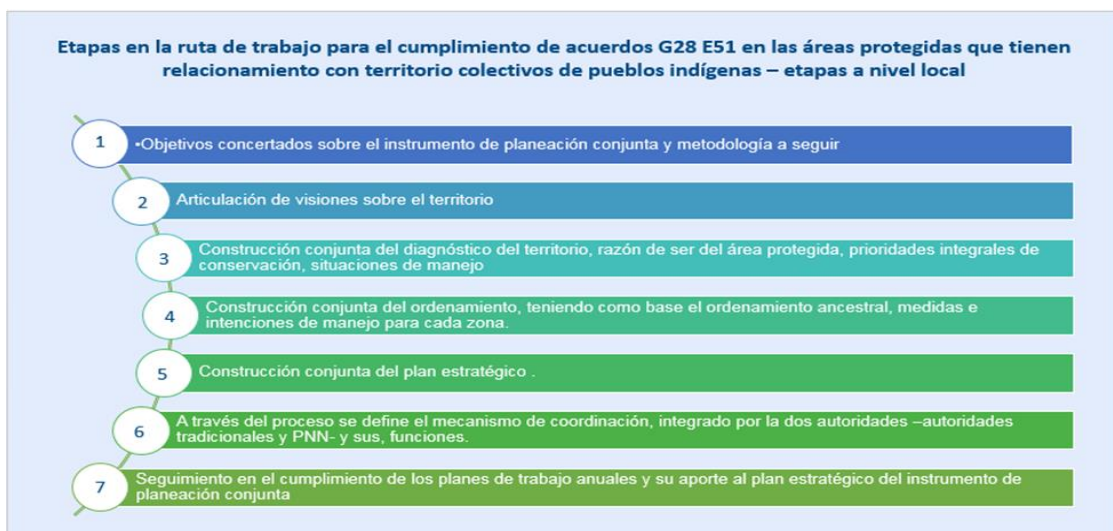 Etapas en la ruta de trabajo para el cumplimiento de acuerdos G28 E51 en las áreas protegidas que tienen
relacionamiento con territorio colectivos de pueblos indígenas – etapas a nivel local
1
•Objetivos concertados sobre el instrumento de planeación conjunta y metodología a seguir
2
Articulación de visiones sobre el territorio
3
Construcción conjunta del diagnóstico del territorio, razón de ser del área protegida, prioridades integrales de
conservación, situaciones de manejo
4
Construcción conjunta del ordenamiento, teniendo como base el ordenamiento ancestral, medidas e
intenciones de manejo para cada zona.
5
Construcción conjunta del plan estratégico .
6
A través del proceso se define el mecanismo de coordinación, integrado por la dos autoridades –autoridades
tradicionales y PNN- y sus, funciones.
7
Seguimiento en el cumplimiento de los planes de trabajo anuales y su aporte al plan estratégico del instrumento de
planeación conjunta